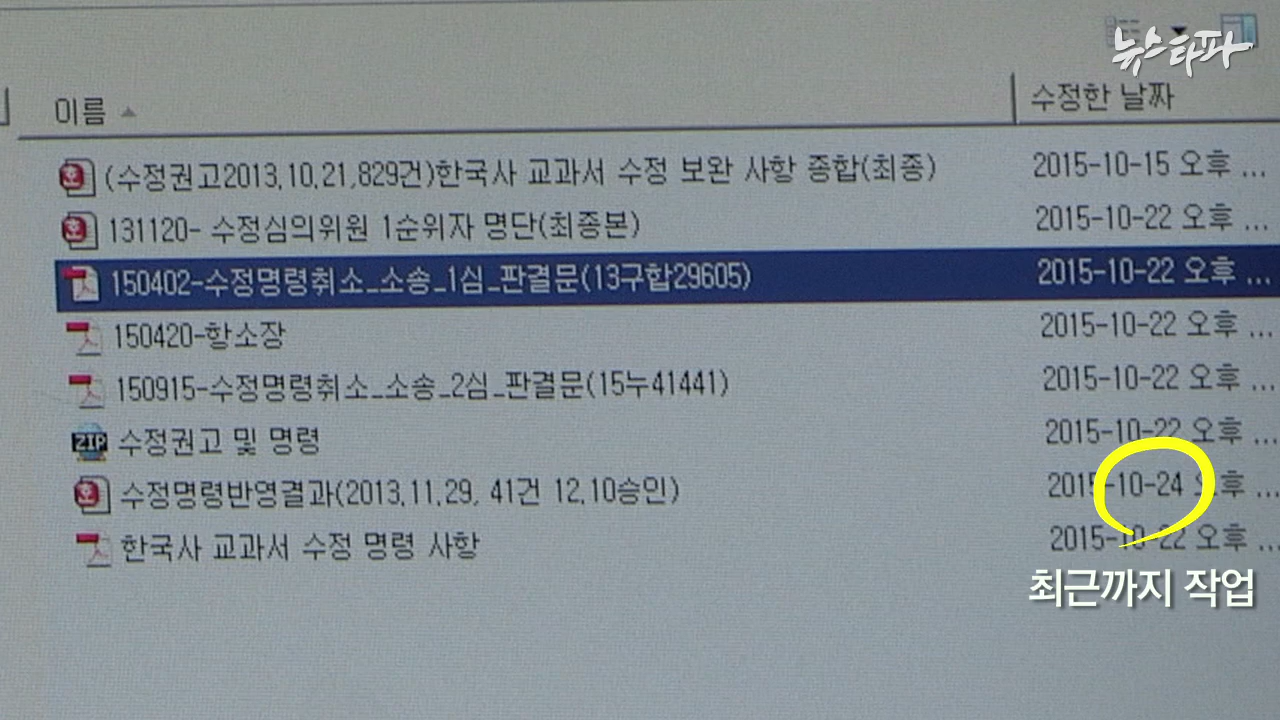 뉴스타파
이름 수정한 날짜
(수정권고2013.10.21,829건)한국사 교과서 수정 보완 사항 종합(최종) 2015-10-15 오후 ...
131120- 수정심의위원 1순위자 명단(최종본) 2015-10-22 오후 ...
150402-수정명령취소_소송_1심_판결문(13구합29605) 2015-10-22 오후 ...
150420-항소장 2015-10-22 오후 ...
150915-수정명령취소_소송_2심_판결문(15누41441) 2015-10-22 오후 ...
ZIP 수정권고 및 명령 2015-10-22 오후 ...
수정명령반영결과(2013.11.29, 41건 12.10승인) 2015-10-24 오후 ...
한국사 교과서 수정 명령 사항 2015-10-22 오후 ...
최근까지 작업